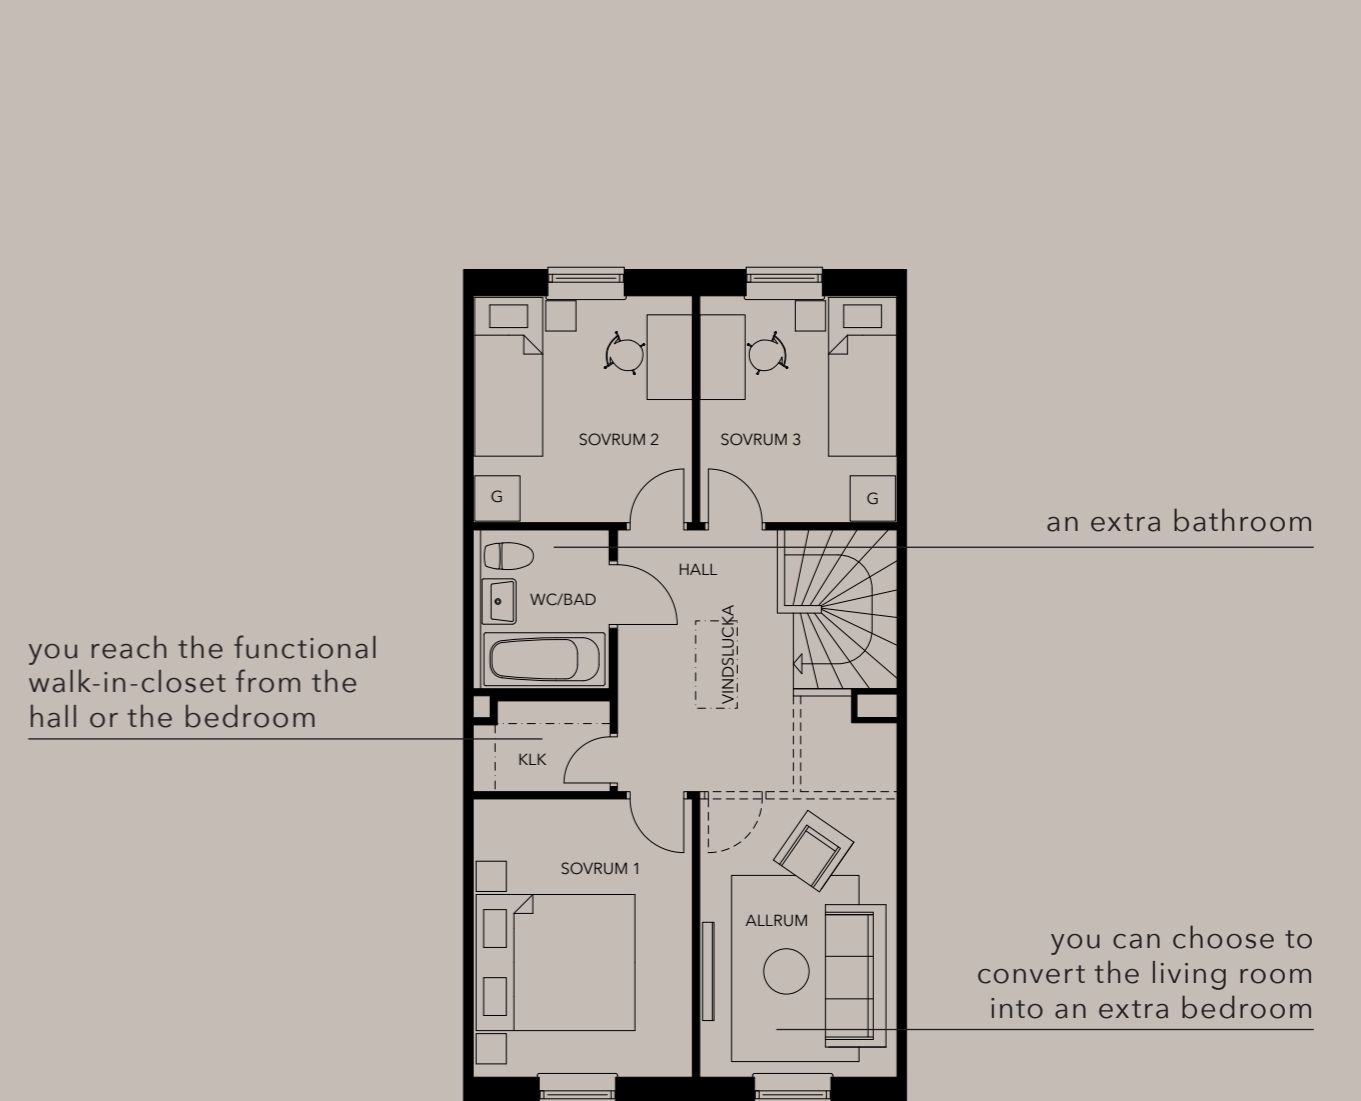 SOVRUM 2
SOVRUM 3
G
G
an extra bathroom
HALL
WC/BAD
VINDSLUCKA
you reach the functional
walk-in-closet from the
hall or the bedroom
KLK
SOVRUM 1
ALLRUM
you can choose to
convert the living room
into an extra bedroom